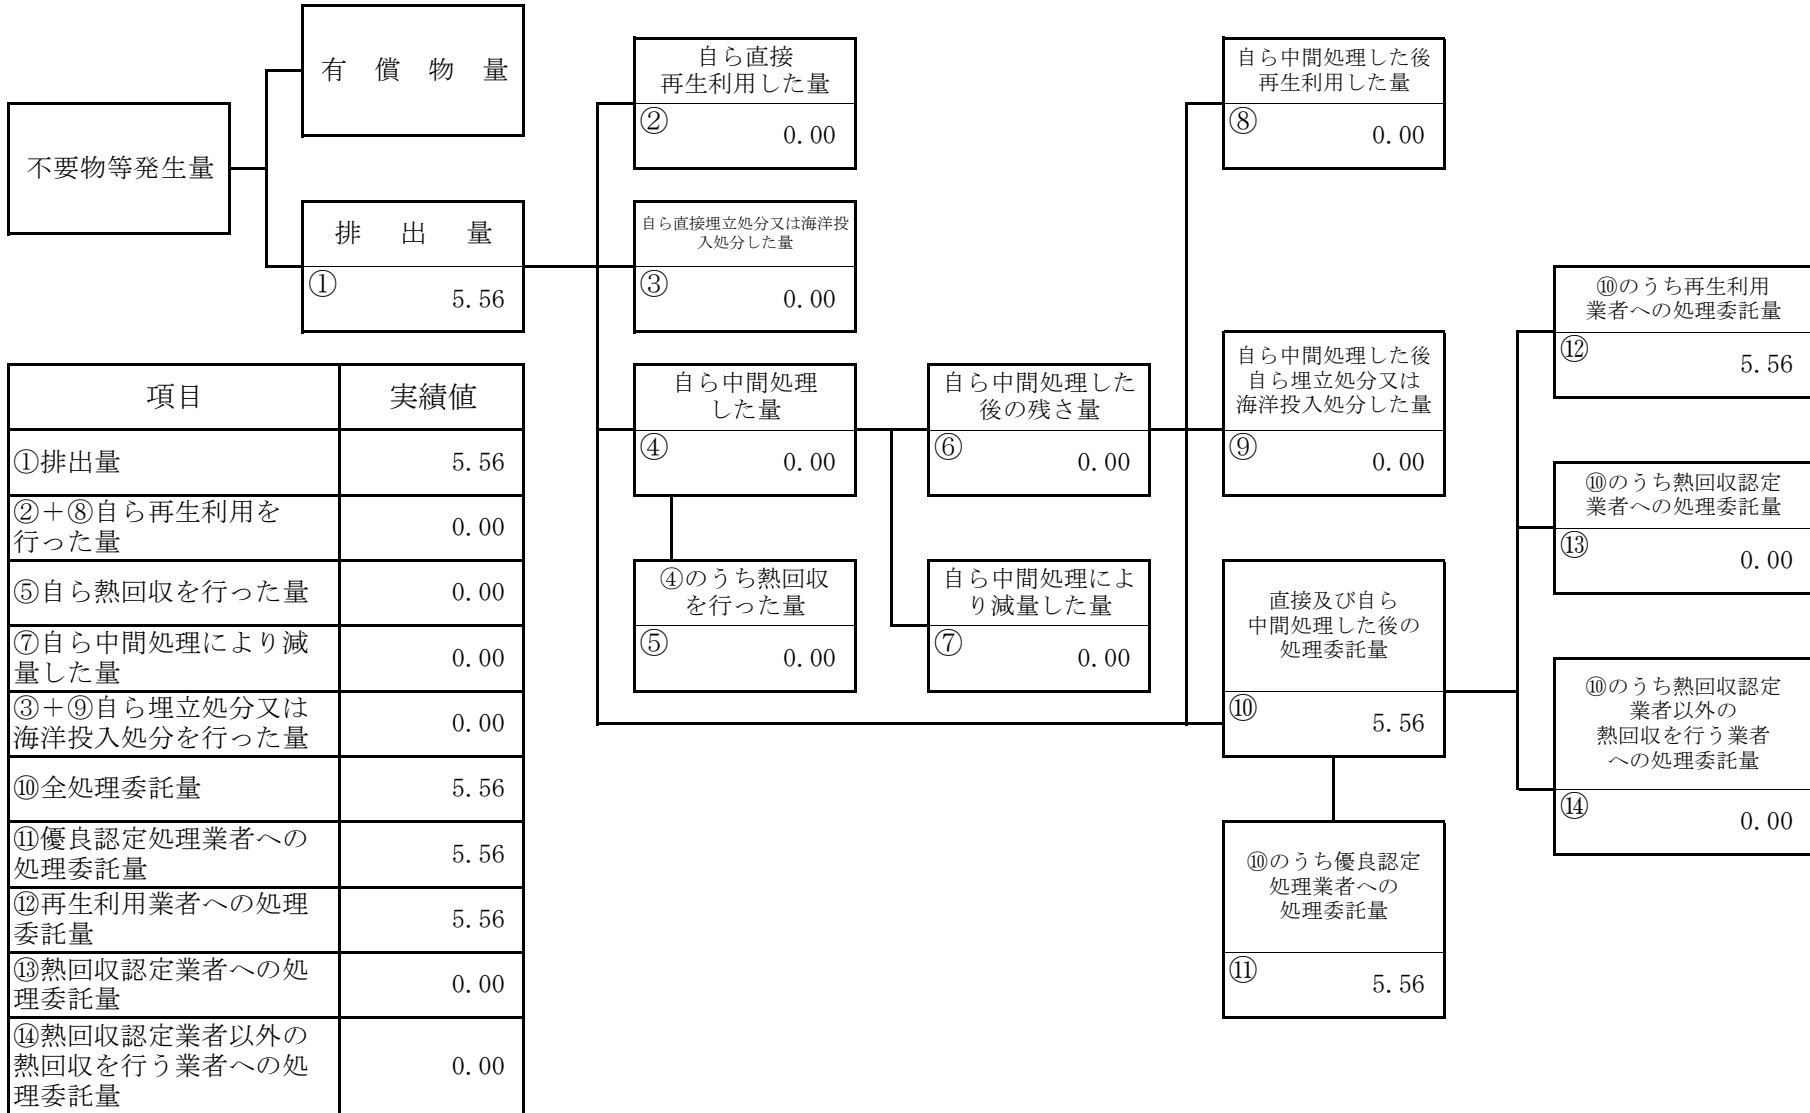 有償物量
不要物等発生量
排出量
①
5.56
自ら直接
再生利用した量
②
0.00
自ら直接埋立処分又は海洋投
入処分した量
③
0.00
自ら中間処理
した量
④
0.00
④のうち熱回収
を行った量
⑤
0.00
自ら中間処理した
後の残さ量
⑥
0.00
自ら中間処理によ
り減量した量
⑦
0.00
自ら中間処理した後
再生利用した量
⑧
0.00
自ら中間処理した後
自ら埋立処分又は
海洋投入処分した量
⑨
0.00
直接及び自ら
中間処理した後の
処理委託量
⑩
5.56
⑩のうち優良認定
処理業者への
処理委託量
⑪
5.56
⑩のうち再生利用
業者への処理委託量
⑫
5.56
⑩のうち熱回収認定
業者への処理委託量
⑬
0.00
⑩のうち熱回収認定
業者以外の
熱回収を行う業者
への処理委託量
⑭
0.00
項目 実績値
①排出量 5.56
②+⑧自ら再生利用を
行った量 0.00
⑤自ら熱回収を行った量 0.00
⑦自ら中間処理により減
量した量 0.00
③+⑨自ら埋立処分又は
海洋投入処分を行った量 0.00
⑩全処理委託量 5.56
⑪優良認定処理業者への
処理委託量 5.56
⑫再生利用業者への処理
委託量 5.56
⑬熱回収認定業者への処
理委託量 0.00
⑭熱回収認定業者以外の
熱回収を行う業者への処
理委託量 0.00